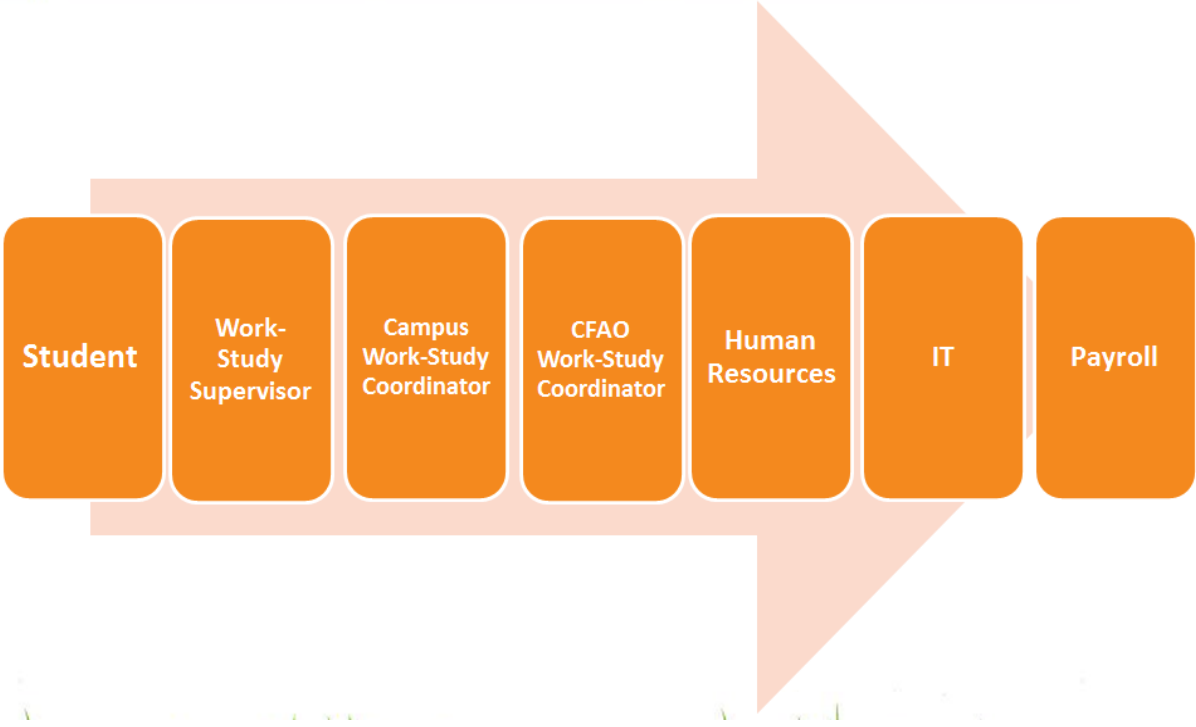 Student
Work-
Study
Supervisor
Campus
Work-Study
Coordinator
CFAO
Work-Study
Coordinator
Human
Resources
IT
Payroll